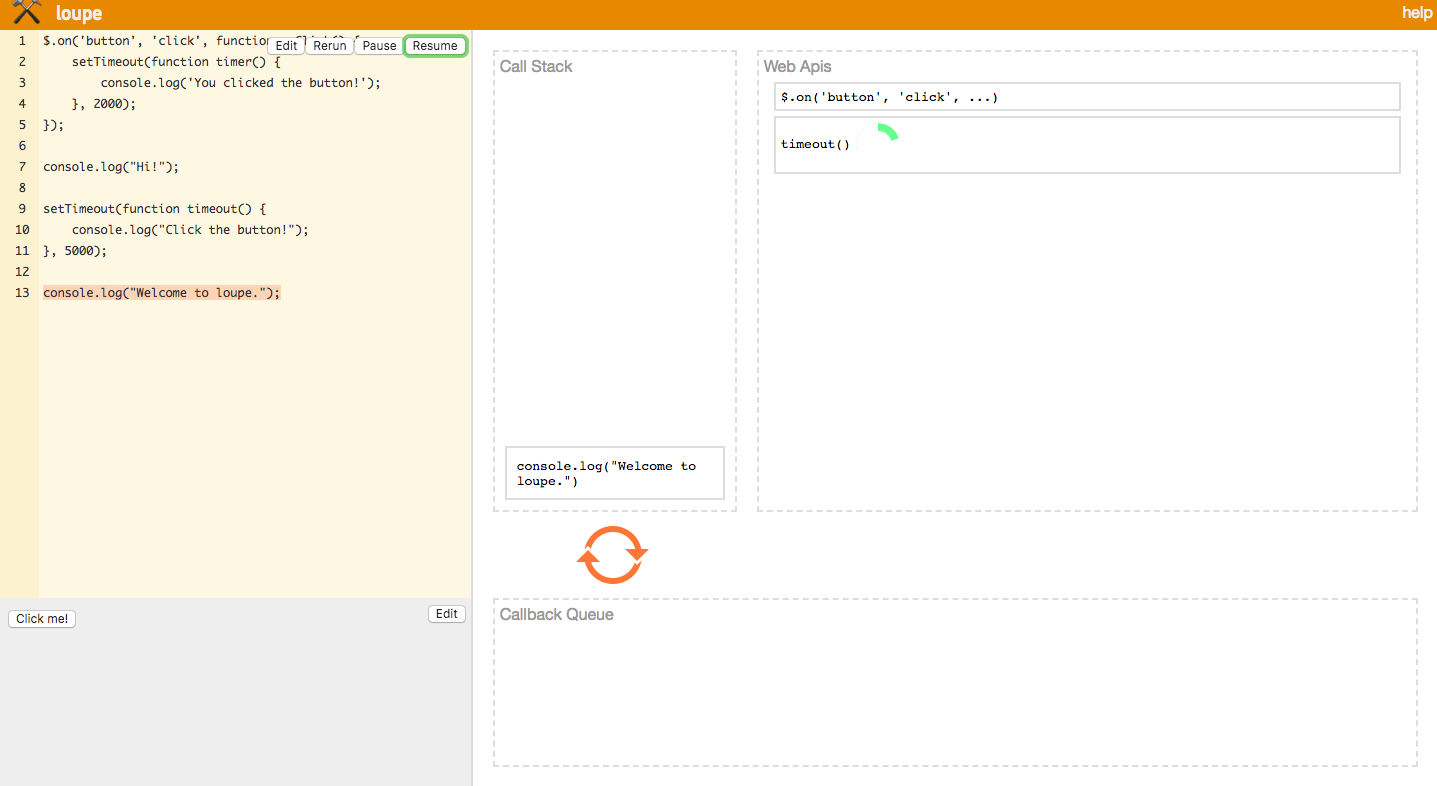 loupe
help
Edit Rerun Pause Resume
1 $.on('button', 'click', function
2 setTimeout(function timer() {
3 console.log('You clicked the button!');
4 }, 2000);
5 });
6
7 console.log("Hi!");
8
9 setTimeout(function timeout() {
10 console.log("Click the button!");
11 }, 5000);
12
13 console.log("Welcome to loupe.");
Click me!
Edit
Call Stack
console.log("Welcome to
loupe.")
Web Apis
$.on('button', 'click', ...)
timeout()
Callback Queue